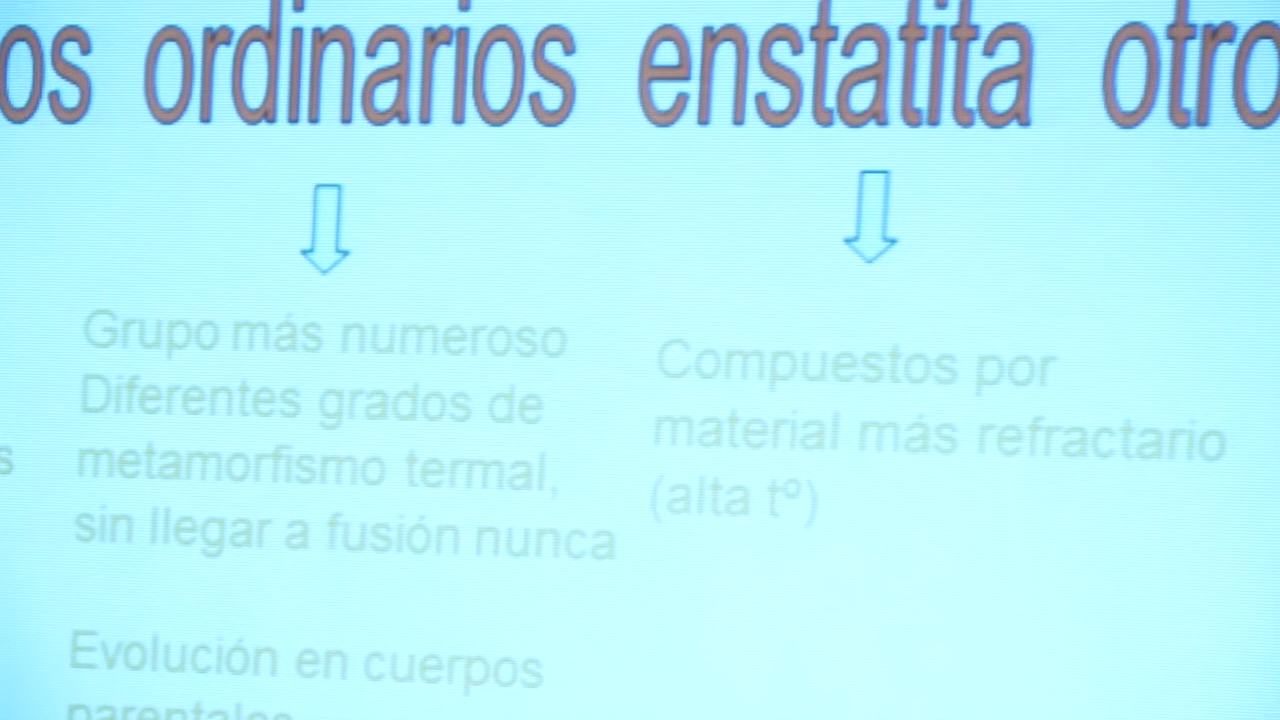 os ordinarios enstatita otro
Grupo más numeroso
Diferentes grados de
metamorfismo termal,
sin llegar a fusión nunca
Evolución en cuerpos
parentales
Compuestos por
material más refractario
(alta tº)
s